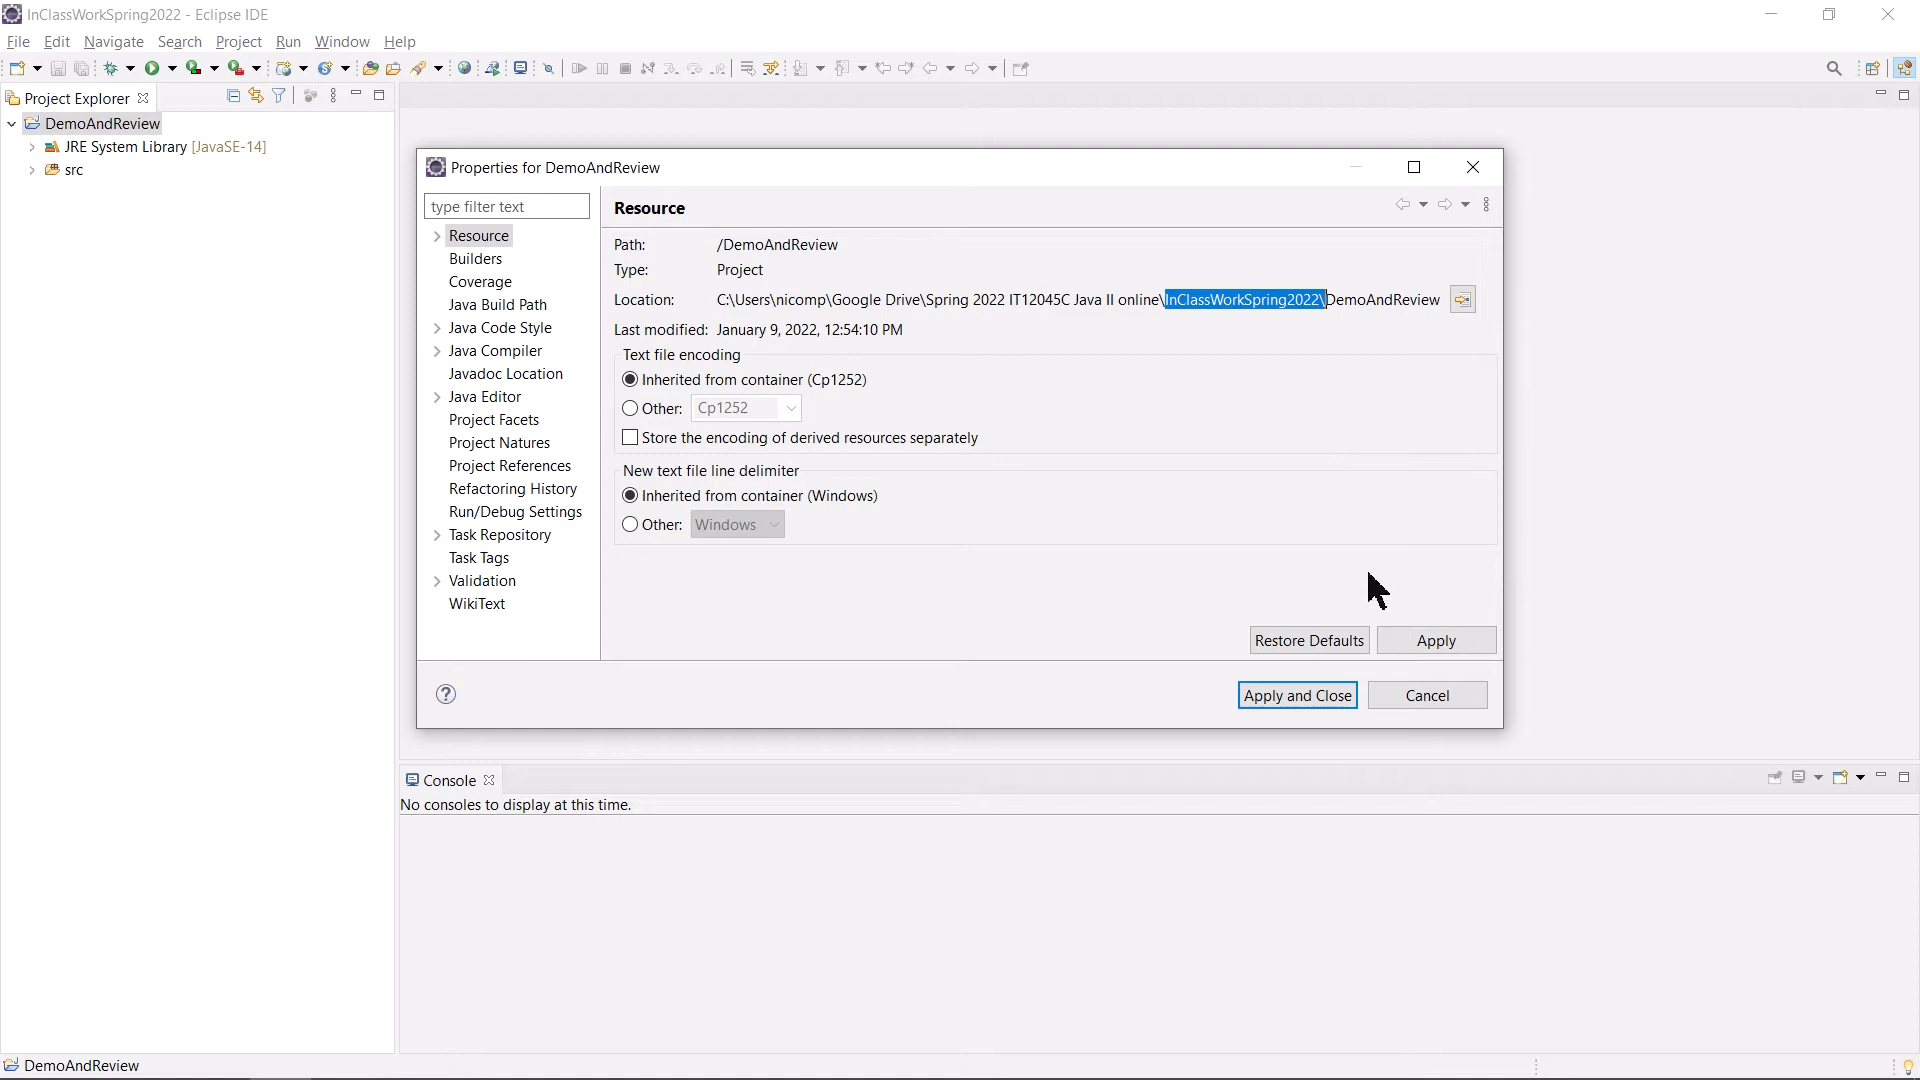 InClassWorkSpring2022 - Eclipse IDE
File Edit Navigate Search Project Run Window Help
Project Explorer
DemoAndReview
JRE System Library [JavaSE-14]
src
Properties for DemoAndReview
type filter text
Resource
Builders
Coverage
Java Build Path
Java Code Style
Java Compiler
Javadoc Location
Java Editor
Project Facets
Project Natures
Project References
Refactoring History
Run/Debug Settings
Task Repository
Task Tags
Validation
WikiText
Resource
Path: /DemoAndReview
Type: Project
Location: C:\Users\nicomp\Google Drive\Spring 2022 IT12045C Java II online\InClassWorkSpring2022\DemoAndReview
Last modified: January 9, 2022, 12:54:10 PM
Text file encoding
Inherited from container (Cp1252)
Other: Cp1252
Store the encoding of derived resources separately
New text file line delimiter
Inherited from container (Windows)
Other: Windows
Restore Defaults Apply
Apply and Close Cancel
Console
No consoles to display at this time.
DemoAndReview